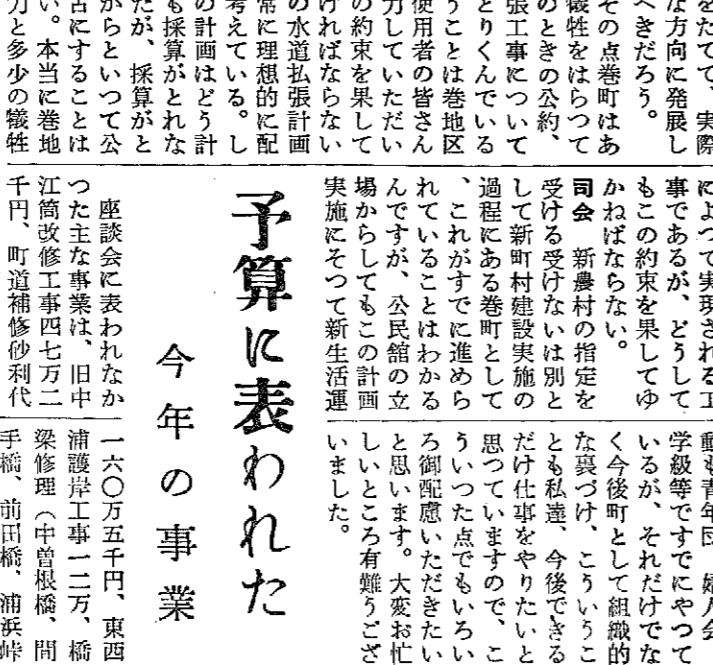 をたてて、実際
な方向に発展し
べきだろう。
その点巻町はあ
犠牲をはらつて
のときの公約、
張工事について
とりくんでいる
うことは巻地区
使用者の皆さん
力していただい
の約束を果して
ければならない
の水道払張計画
常に理想的に配
考えている。し
の計画はどう計
も採算がとれな
だが、採算がと
からといつて公
にすることは
い。本当に巻地
力と多少の犠牲
によつて実現される工
事であるが、どうして
もこの約束を果してゆ
かねばならない。
司会　新農村の指定を
受ける受けないは別と
して新町村建設実施の
過程にある巻町として
、これがすでに進めら
れていることはわかる
んですが、公民舘の立
場からしてもこの計画
実施にそつて新生活運
動も青年団　婦人会
学級等ですでにやつて
いるが、それだけでな
く今後町として組織的
な裏づけ、こういうこ
とも私達、今後できる
だけ仕事をやりたいと
思つていますので、こ
ういつた点でもいろい
ろ御配慮いただきたい
と思います。大変お忙
しいところ有難うござ
いました。
予算に表われた
今年の事業
座談会に表われなか
つた主な事業は、旧中
江筒改修工事四七万二
千円、町道補修砂利代
一六〇万五千円、東西
浦護岸工事一二万、橋
梁修理（中曽根橋、間
手橋、前田橋、浦浜峠